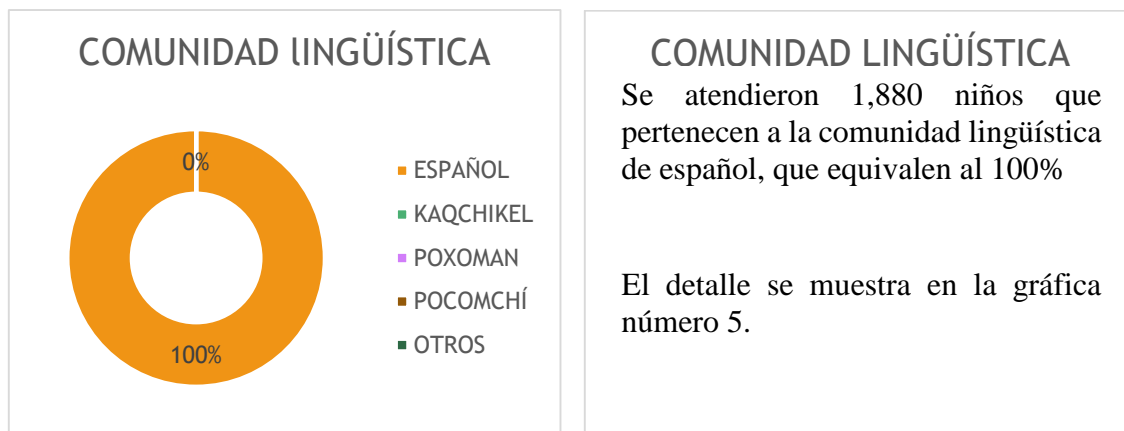 COMUNIDAD lINGÜÍSTICA
0%
100%
ESPAÑOL
KAQCHIKEL
POXOMAN
POCOMCHÍ
OTROS
COMUNIDAD LINGÜÍSTICA
Se atendieron 1,880 niños que
pertenecen a la comunidad lingüística
de español, que equivalen al 100%
El detalle se muestra en la gráfica
número 5.